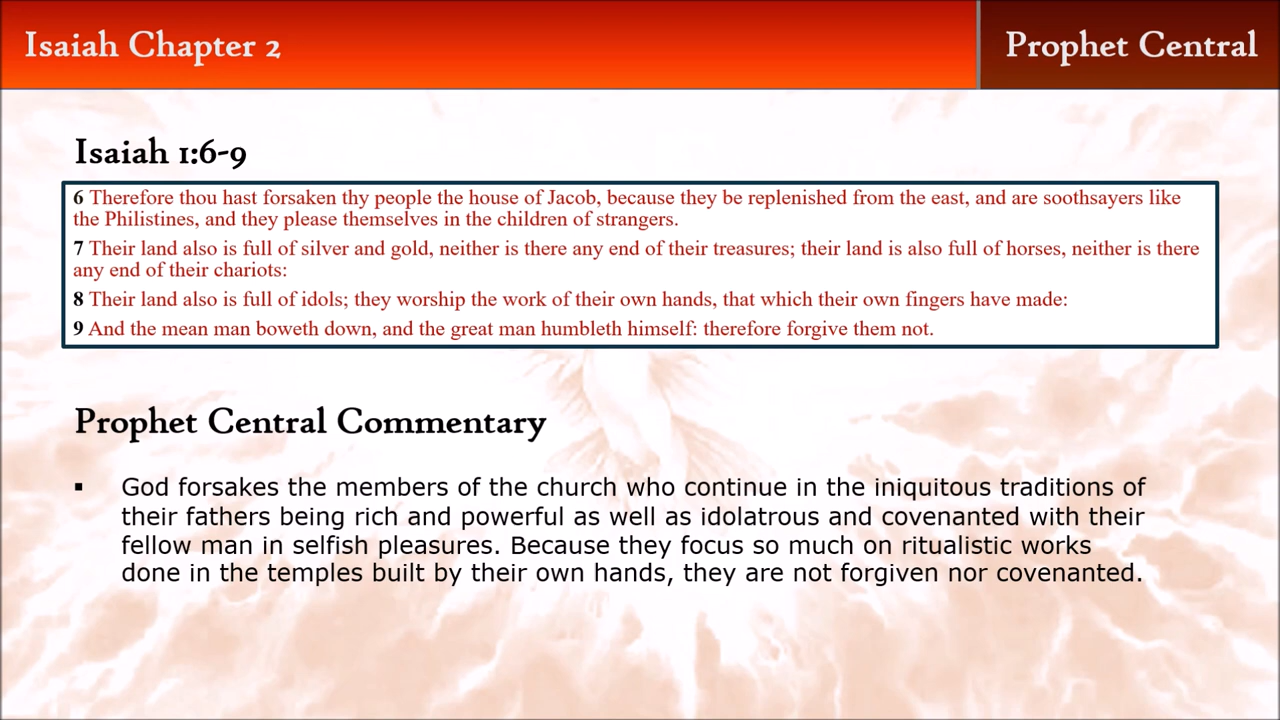 Isaiah Chapter 2
Prophet Central
Isaiah 1:6-9
6 Therefore thou hast forsaken thy people the house of Jacob, because they be replenished from the east, and are soothsayers like
the Philistines, and they please themselves in the children of strangers.
7 Their land also is full of silver and gold, neither is there any end of their treasures; their land is also full of horses, neither is there
any end of their chariots:
8 Their land also is full of idols; they worship the work of their own hands, that which their own fingers have made:
9 And the mean man boweth down, and the great man humbleth himself: therefore forgive them not.
Prophet Central Commentary
▪ God forsakes the members of the church who continue in the iniquitous traditions of
their fathers being rich and powerful as well as idolatrous and covenanted with their
fellow man in selfish pleasures. Because they focus so much on ritualistic works
done in the temples built by their own hands, they are not forgiven nor covenanted.